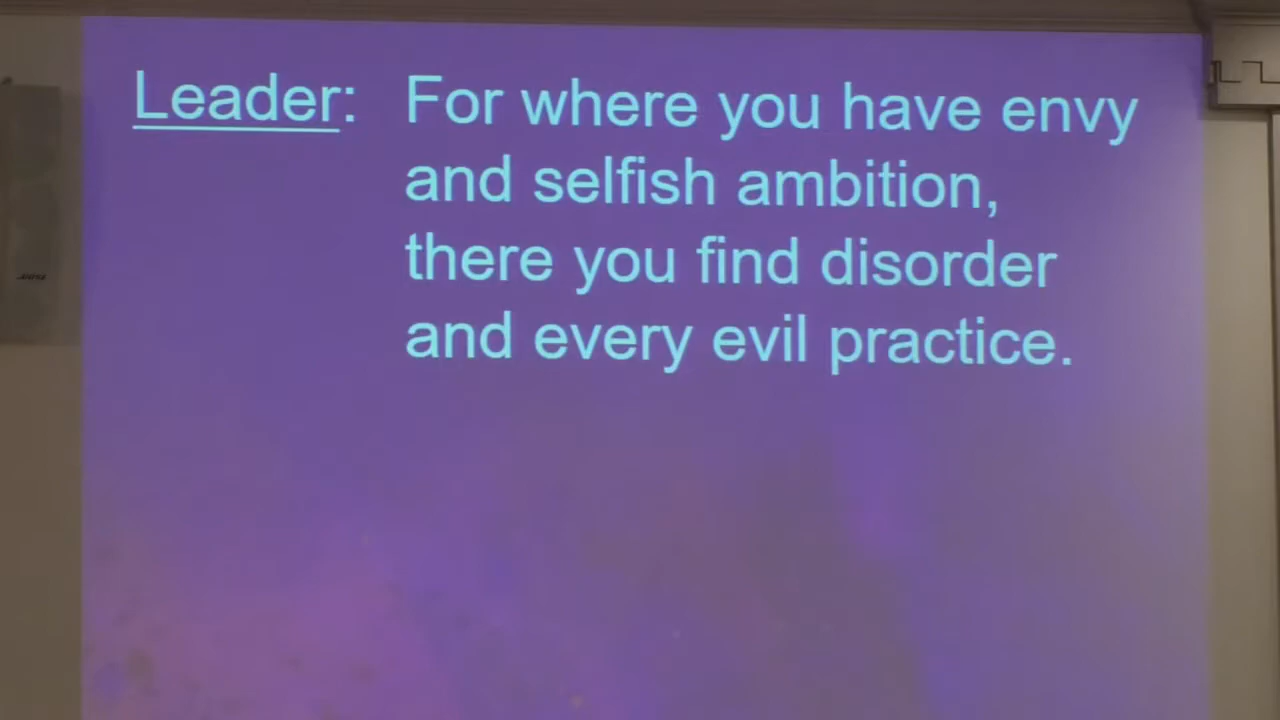 Leader: For where you have envy
and selfish ambition,
there you find disorder
and every evil practice.